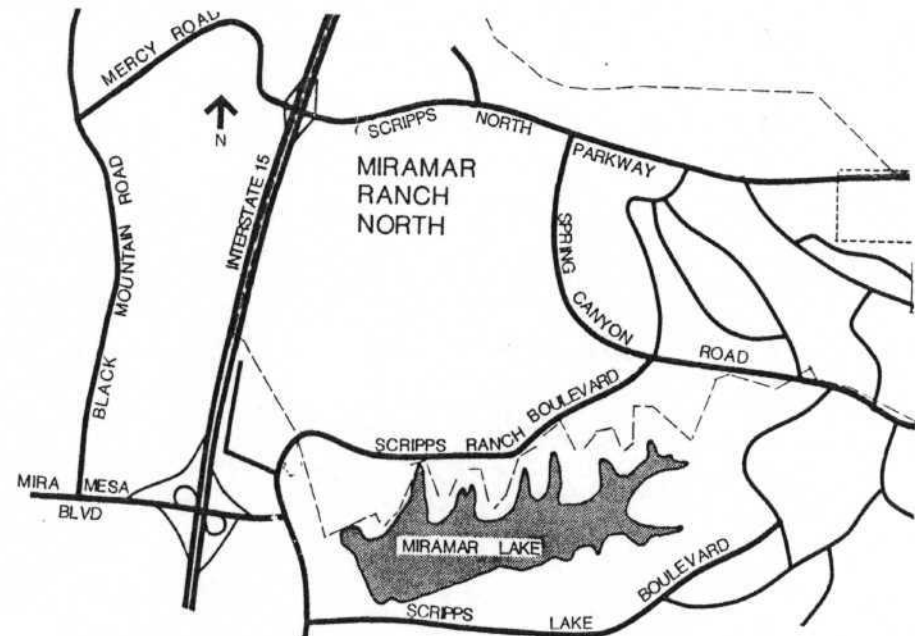 MERCY ROAD
N
SCRIPPS NORTH PARKWAY
MIRAMAR
RANCH
NORTH
INTERSTATE 15
BLACK MOUNTAIN ROAD
SPRING CANYON ROAD
SCRIPPS RANCH BOULEVARD
MIRA MESA
BLVD
MIRAMAR LAKE
SCRIPPS LAKE BOULEVARD